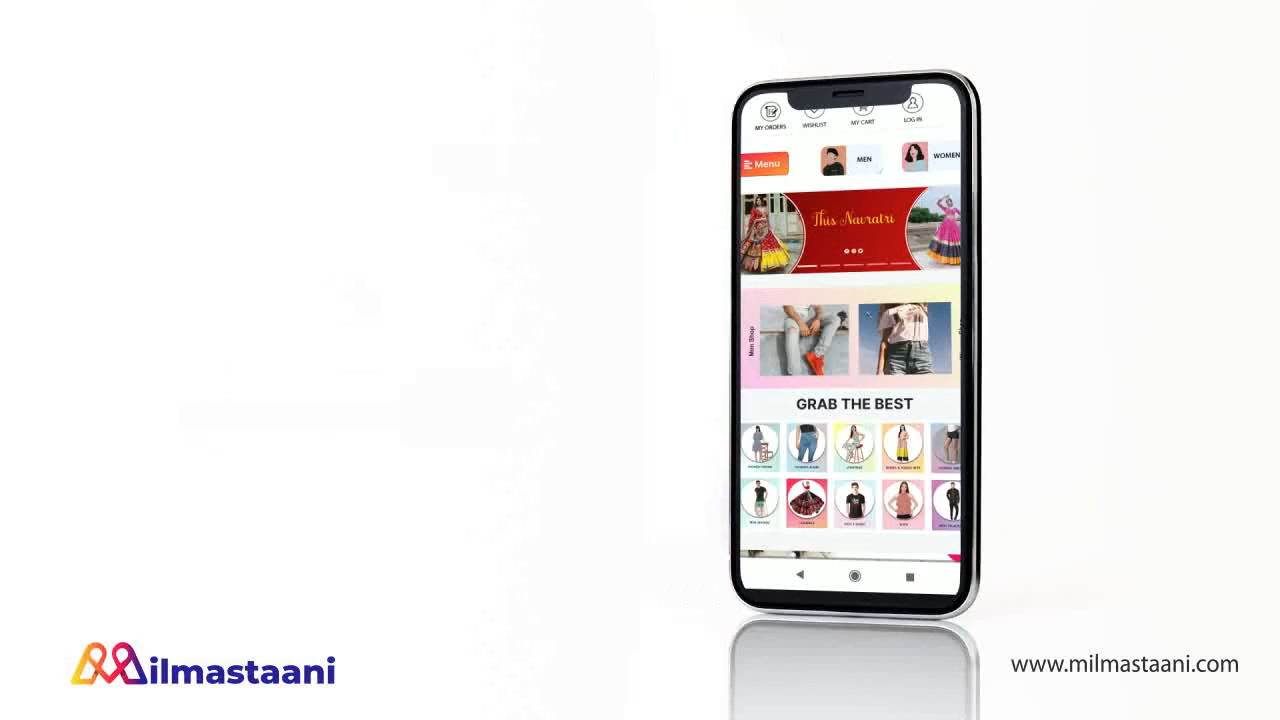 MY ORDERS
WISHLIST
MY CART
LOG IN
Menu
MEN
WOMEN
This Navratri
Men Shop
GRAB THE BEST
Milmastaani
www.milmastaani.com